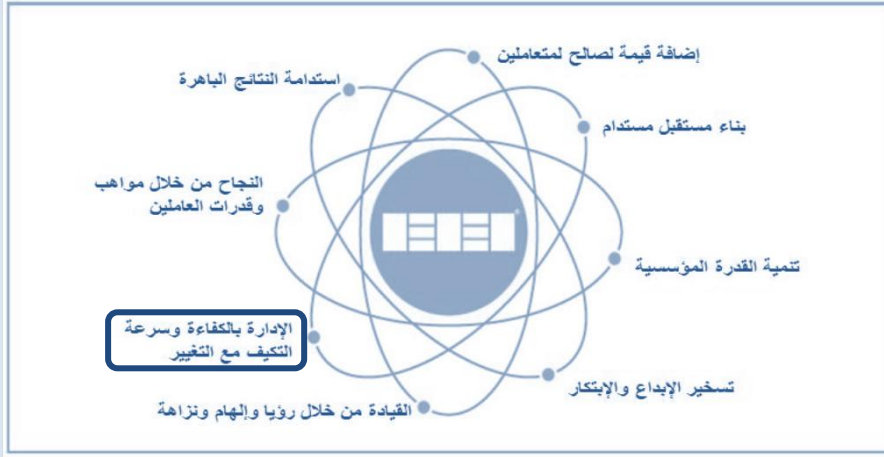 إضافة قيمة لصالح لمتعاملين
استدامة النتائج الباهرة
بناء مستقبل مستدام
النجاح من خلال مواهب
وقدرات العاملين
تنمية القدرة المؤسسية
الإدارة بالكفاءة وسرعة
التكيف مع التغيير
تسخير الإبداع والإبتكار
القيادة من خلال رؤيا وإلهام ونزاهة